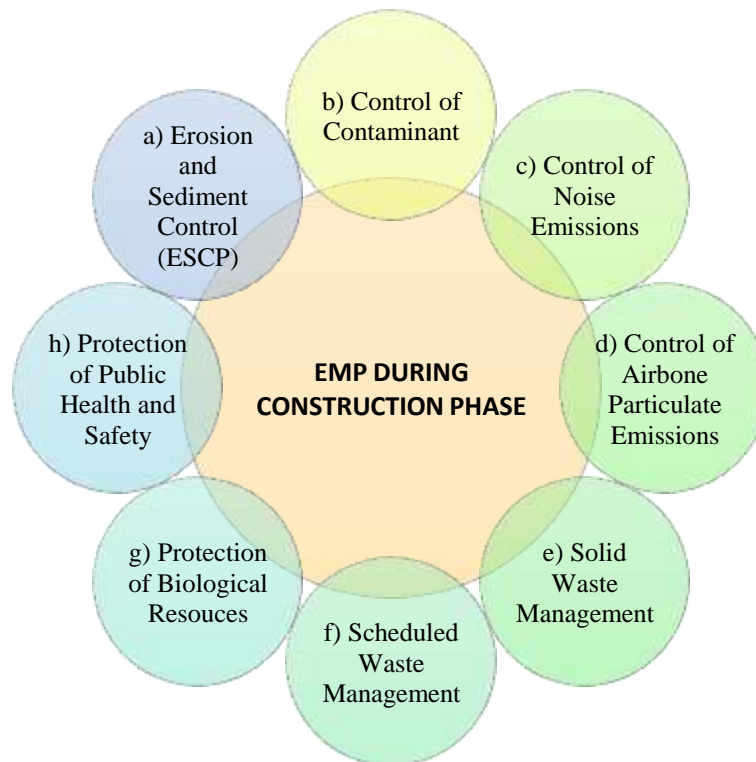 a) Erosion
and
Sediment
Control
(ESCP)
b) Control of
Contaminant
c) Control of
Noise
Emissions
d) Control of
Airbone
Particulate
Emissions
e) Solid
Waste
Management
f) Scheduled
Waste
Management
g) Protection
of Biological
Resouces
h) Protection
of Public
Health and
Safety
EMP DURING
CONSTRUCTION PHASE